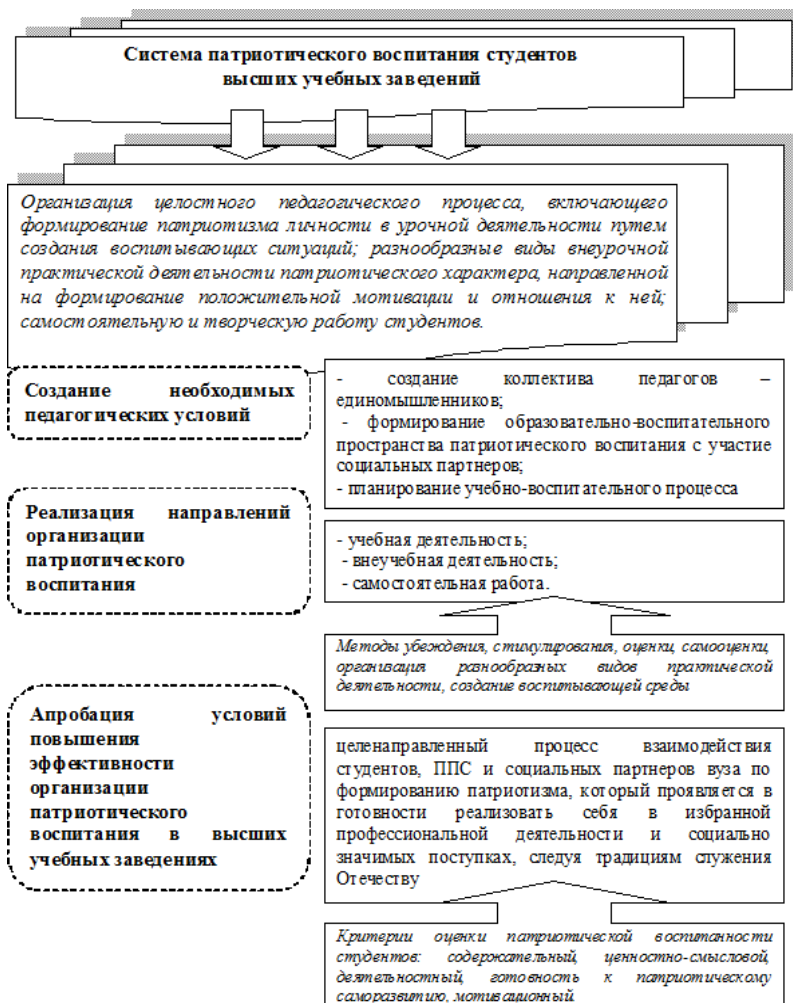 Система патриотического воспитания студентов
высших учебных заведений
Организация целостного педагогического процесса, включающего
формирование патриотизма личности в урочной деятельности путем
создания воспитывающих ситуаций; разнообразные виды внеурочной
практической деятельности патриотического характера, направленной
на формирование положительной мотивации и отношения к ней;
самостоятельную и творческую работу студентов.
Создание необходимых
педагогических условий
- создание коллектива педагогов –
единомышленников;
- формирование образовательно-воспитательного
пространства патриотического воспитания с участие
социальных партнеров;
- планирование учебно-воспитательного процесса
Реализация направлений
организации
патриотического
воспитания
- учебная деятельность;
- внеучебная деятельность;
- самостоятельная работа.
Методы убеждения, стимулирования, оценки, самооценки,
организация разнообразных видов практической
деятельности, создание воспитывающей среды
Апробация условий
повышения
эффективности
организации
патриотического
воспитания в высших
учебных заведениях
целенаправленный процесс взаимодействия
студентов, ППС и социальных партнеров вуза по
формированию патриотизма, который проявляется в
готовности реализовать себя в избранной
профессиональной деятельности и социально
значимых поступках, следуя традициям служения
Отечеству
Критерии оценки патриотической воспитанности
студентов: содержательный, ценностно-смысловой,
деятельностный, готовность к патриотическому
саморазвитию, мотивационный